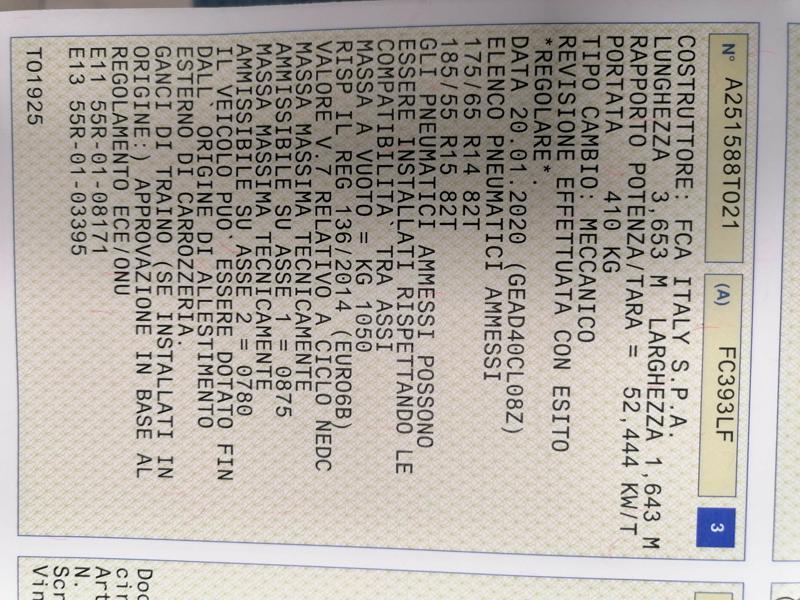 N° A251588T021 (A) FC393LF 3
COSTRUTTORE: FCA ITALY S.P.A.
LUNGHEZZA 3,653 M LARGHEZZA 1,643 M
RAPPORTO POTENZA/TARA = 52,444 KW/T
PORTATA 410 KG
TIPO CAMBIO: MECCANICO
REVISIONE EFFETTUATA CON ESITO
*REGOLARE*.
DATA 20.01.2020 (GEAD40CL08Z)
ELENCO PNEUMATICI AMMESSI
175/65 R14 82T
185/55 R15 82T
GLI PNEUMATICI AMMESSI POSSONO
ESSERE INSTALLATI RISPETTANDO LE
COMPATIBILITA` TRA ASSI
MASSA A VUOTO = KG 1050
RISP IL REG 136/2014 (EURO6B)
VALORE V.7 RELATIVO A CICLO NEDC
MASSA MASSIMA TECNICAMENTE
AMMISSIBILE SU ASSE 1 = 0875
MASSA MASSIMA TECNICAMENTE
AMMISSIBILE SU ASSE 2 = 0780
IL VEICOLO PUO` ESSERE DOTATO FIN
DALL` ORIGINE DI ALLESTIMENTO
ESTERNO DI CARROZZERIA.
GANCI DI TRAINO (SE INSTALLATI IN
ORIGINE:) APPROVAZIONE IN BASE AL
REGOLAMENTO ECE/ONU
E11 55R-01-08171
E13 55R-01-03395
T01925
Doc
cir
Art
N.
Scr
Vin